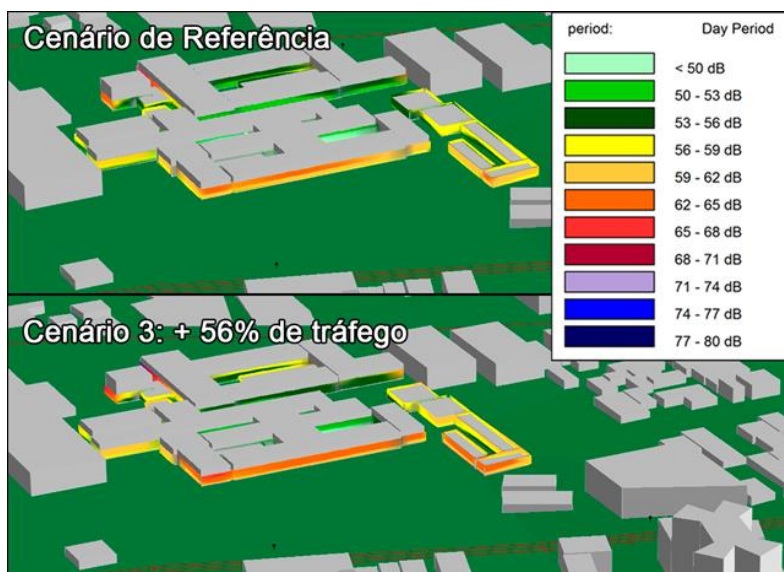 Cenário de Referência
period: Day Period
< 50 dB
50 - 53 dB
53 - 56 dB
56 - 59 dB
59 - 62 dB
62 - 65 dB
65 - 68 dB
68 - 71 dB
71 - 74 dB
74 - 77 dB
77 - 80 dB
Cenário 3: + 56% de tráfego